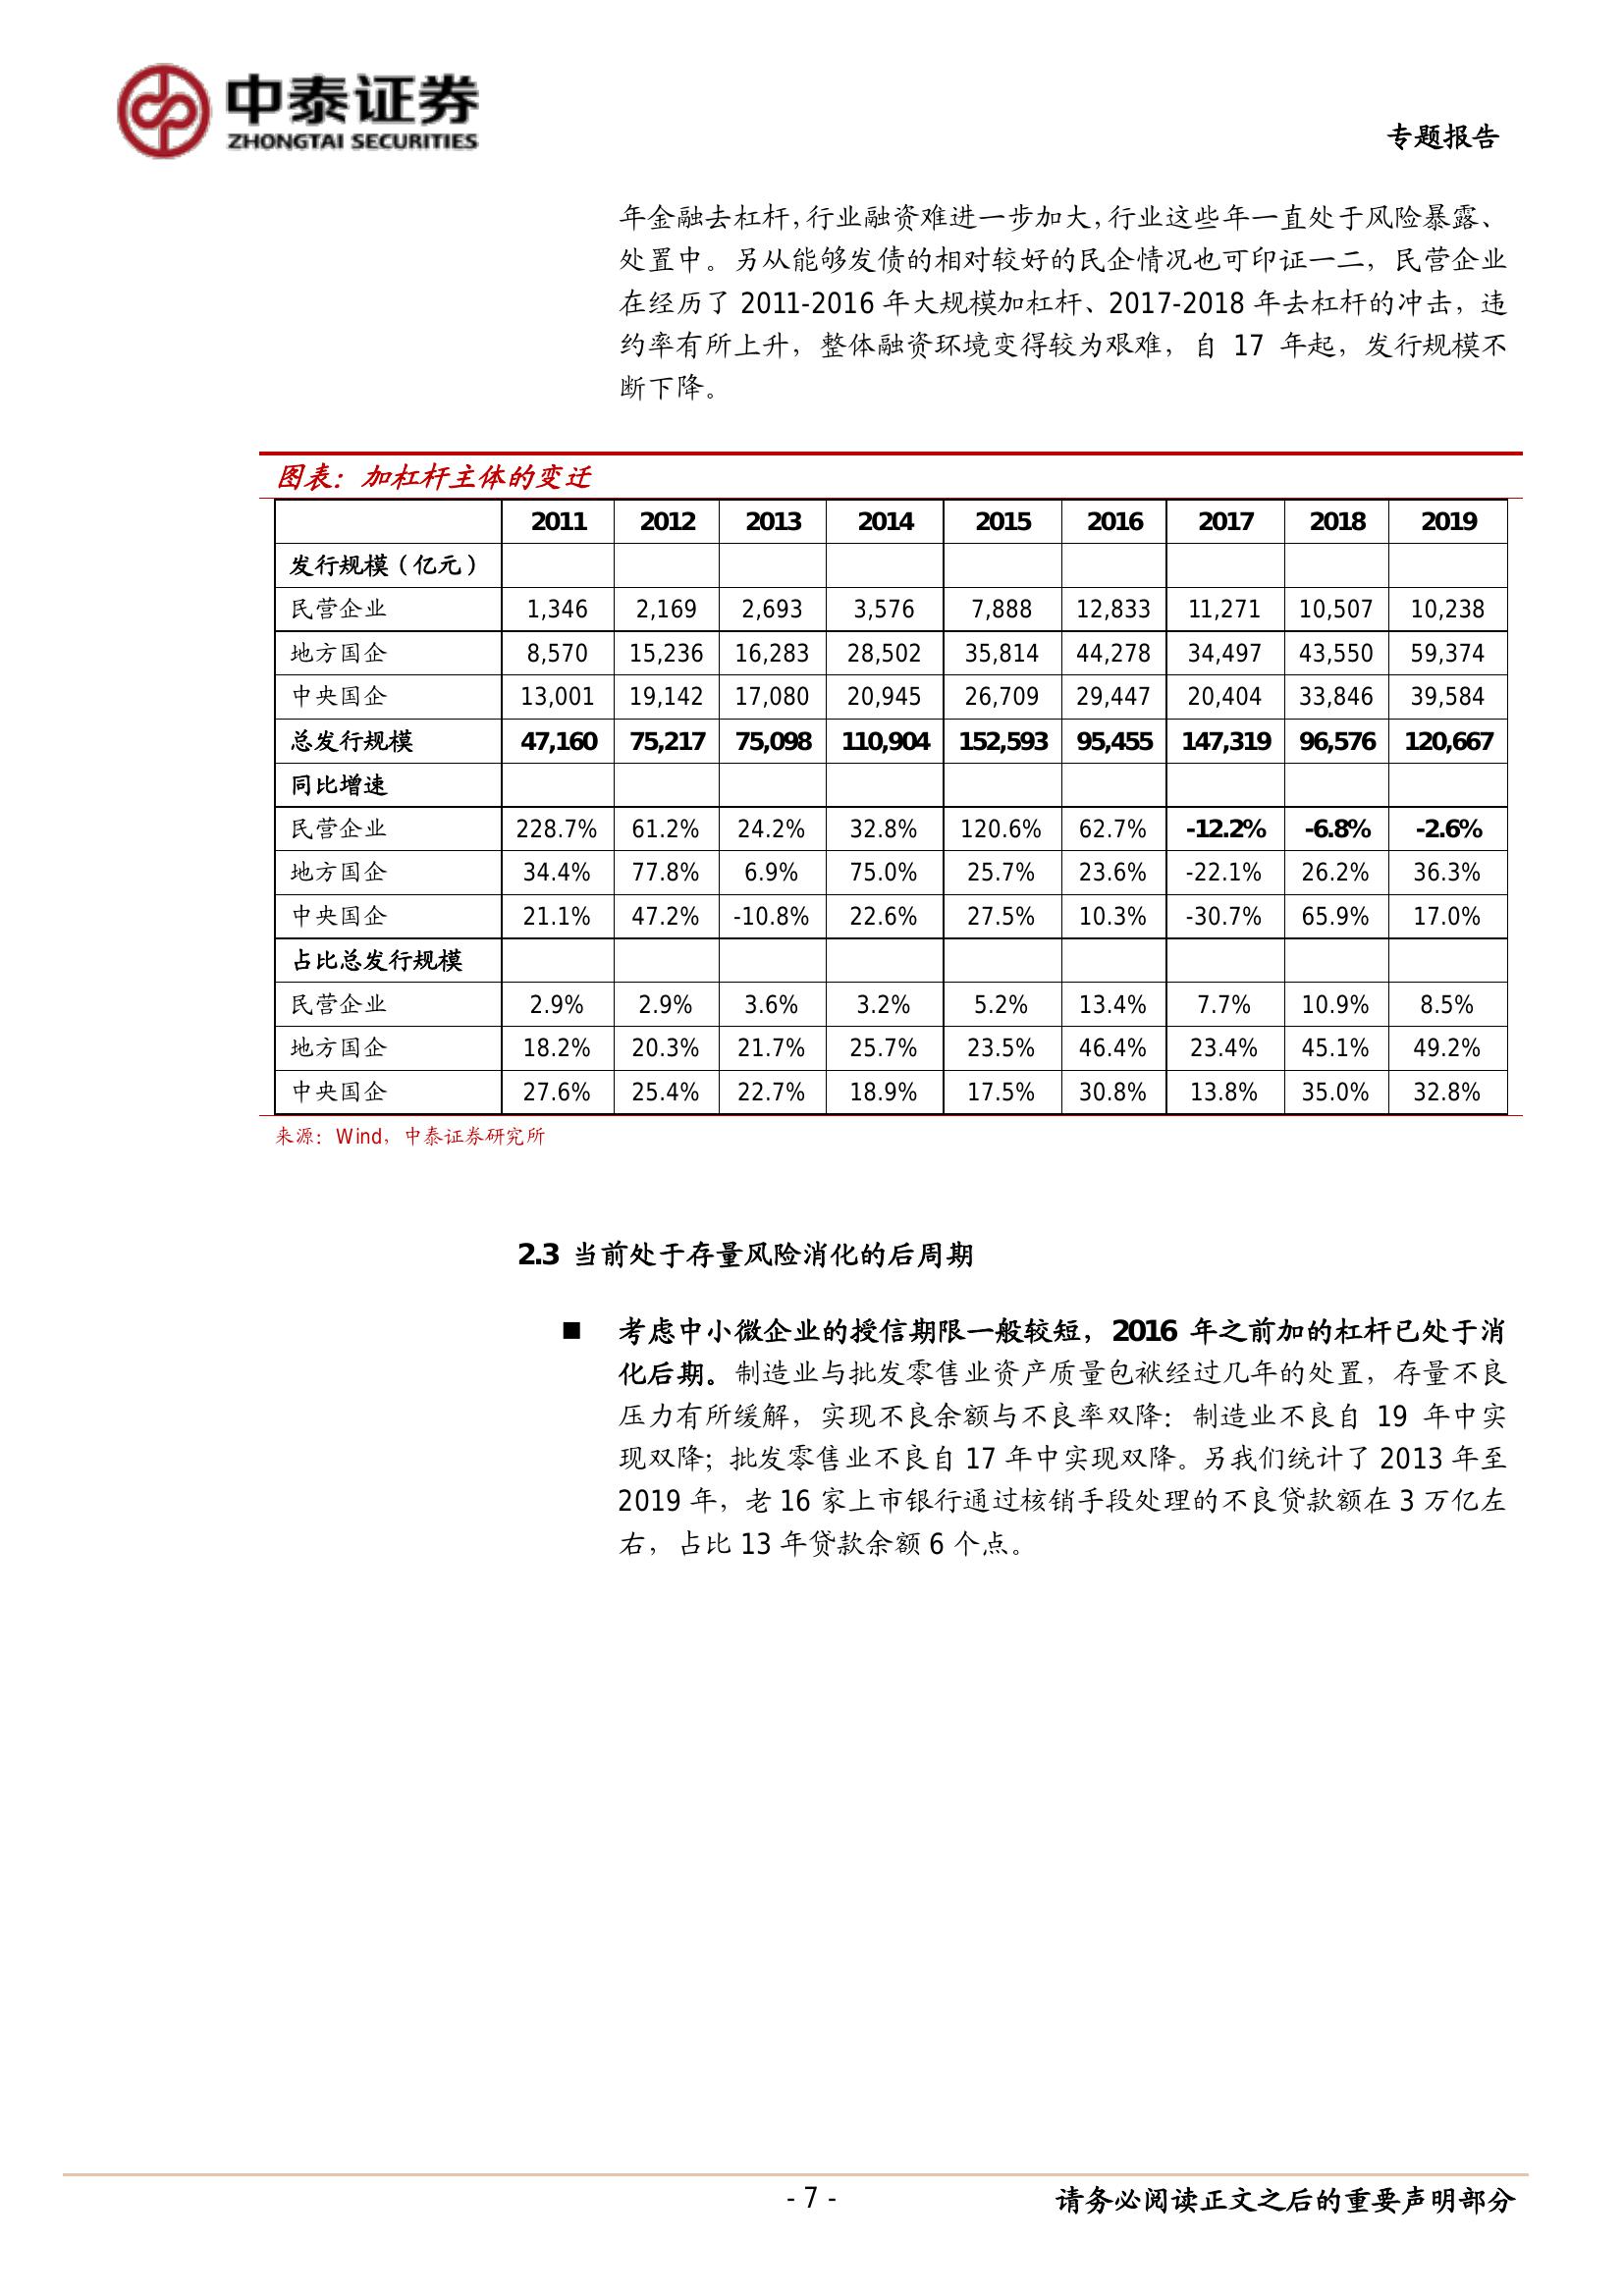 中泰证券
ZHONGTAI SECURITIES
专题报告
年金融去杠杆，行业融资难进一步加大，行业这些年一直处于风险暴露、
处置中。另从能够发债的相对较好的民企情况也可印证一二，民营企业
在经历了 2011-2016 年大规模加杠杆、2017-2018 年去杠杆的冲击，违
约率有所上升，整体融资环境变得较为艰难，自 17 年起，发行规模不
断下降。
图表：加杠杆主体的变迁
2011 2012 2013 2014 2015 2016 2017 2018 2019
发行规模（亿元）
民营企业 1,346 2,169 2,693 3,576 7,888 12,833 11,271 10,507 10,238
地方国企 8,570 15,236 16,283 28,502 35,814 44,278 34,497 43,550 59,374
中央国企 13,001 19,142 17,080 20,945 26,709 29,447 20,404 33,846 39,584
总发行规模 47,160 75,217 75,098 110,904 152,593 95,455 147,319 96,576 120,667
同比增速
民营企业 228.7% 61.2% 24.2% 32.8% 120.6% 62.7% -12.2% -6.8% -2.6%
地方国企 34.4% 77.8% 6.9% 75.0% 25.7% 23.6% -22.1% 26.2% 36.3%
中央国企 21.1% 47.2% -10.8% 22.6% 27.5% 10.3% -30.7% 65.9% 17.0%
占比总发行规模
民营企业 2.9% 2.9% 3.6% 3.2% 5.2% 13.4% 7.7% 10.9% 8.5%
地方国企 18.2% 20.3% 21.7% 25.7% 23.5% 46.4% 23.4% 45.1% 49.2%
中央国企 27.6% 25.4% 22.7% 18.9% 17.5% 30.8% 13.8% 35.0% 32.8%
来源：Wind，中泰证券研究所
2.3 当前处于存量风险消化的后周期
■ 考虑中小微企业的授信期限一般较短，2016 年之前加的杠杆已处于消
化后期。制造业与批发零售业资产质量包袱经过几年的处置，存量不良
压力有所缓解，实现不良余额与不良率双降：制造业不良自 19 年中实
现双降；批发零售业不良自 17 年中实现双降。另我们统计了 2013 年至
2019 年，老 16 家上市银行通过核销手段处理的不良贷款额在 3 万亿左
右，占比 13 年贷款余额 6 个点。
- 7 -
请务必阅读正文之后的重要声明部分